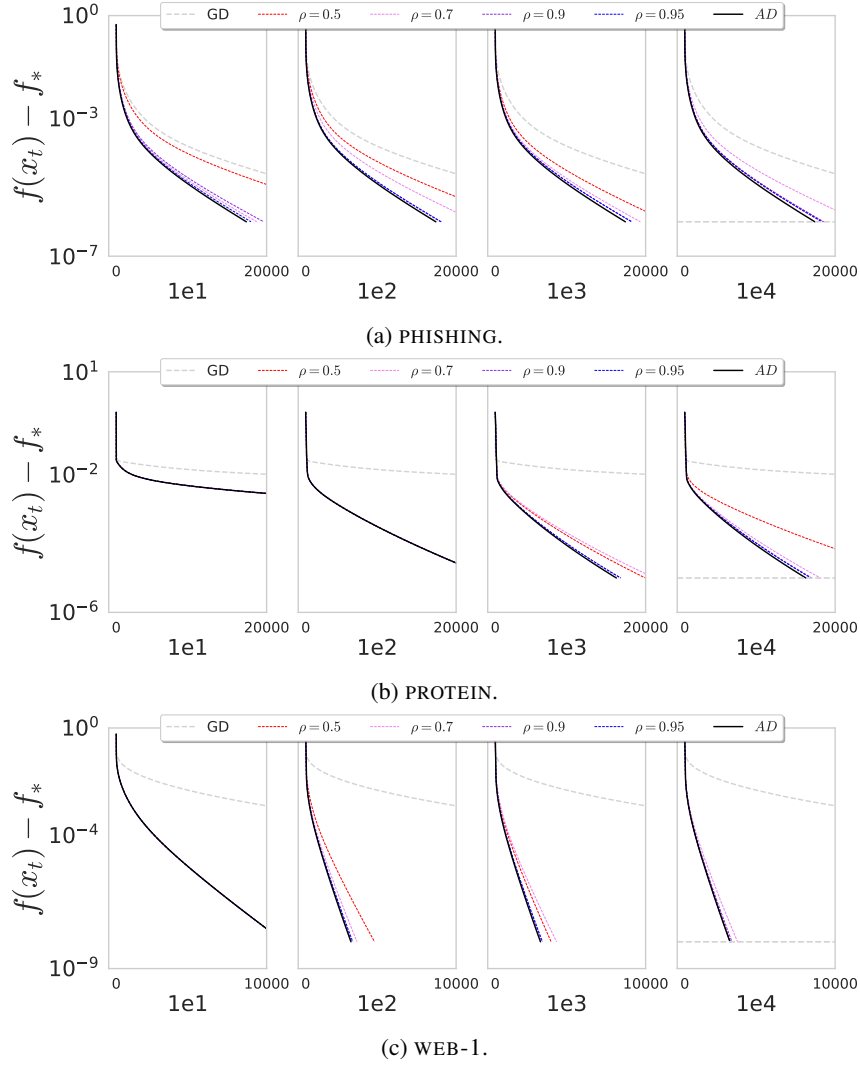 GD ρ = 0.5 ρ = 0.7 ρ = 0.9 ρ = 0.95 AD
10^0
10^-3
10^-7
f(x_t) − f_*
0 20000 0 20000 0 20000 0 20000
1e1 1e2 1e3 1e4
(a) PHISHING.
GD ρ = 0.5 ρ = 0.7 ρ = 0.9 ρ = 0.95 AD
10^1
10^-2
10^-6
f(x_t) − f_*
0 20000 0 20000 0 20000 0 20000
1e1 1e2 1e3 1e4
(b) PROTEIN.
GD ρ = 0.5 ρ = 0.7 ρ = 0.9 ρ = 0.95 AD
10^0
10^-4
10^-9
f(x_t) − f_*
0 10000 0 10000 0 10000 0 10000
1e1 1e2 1e3 1e4
(c) WEB-1.